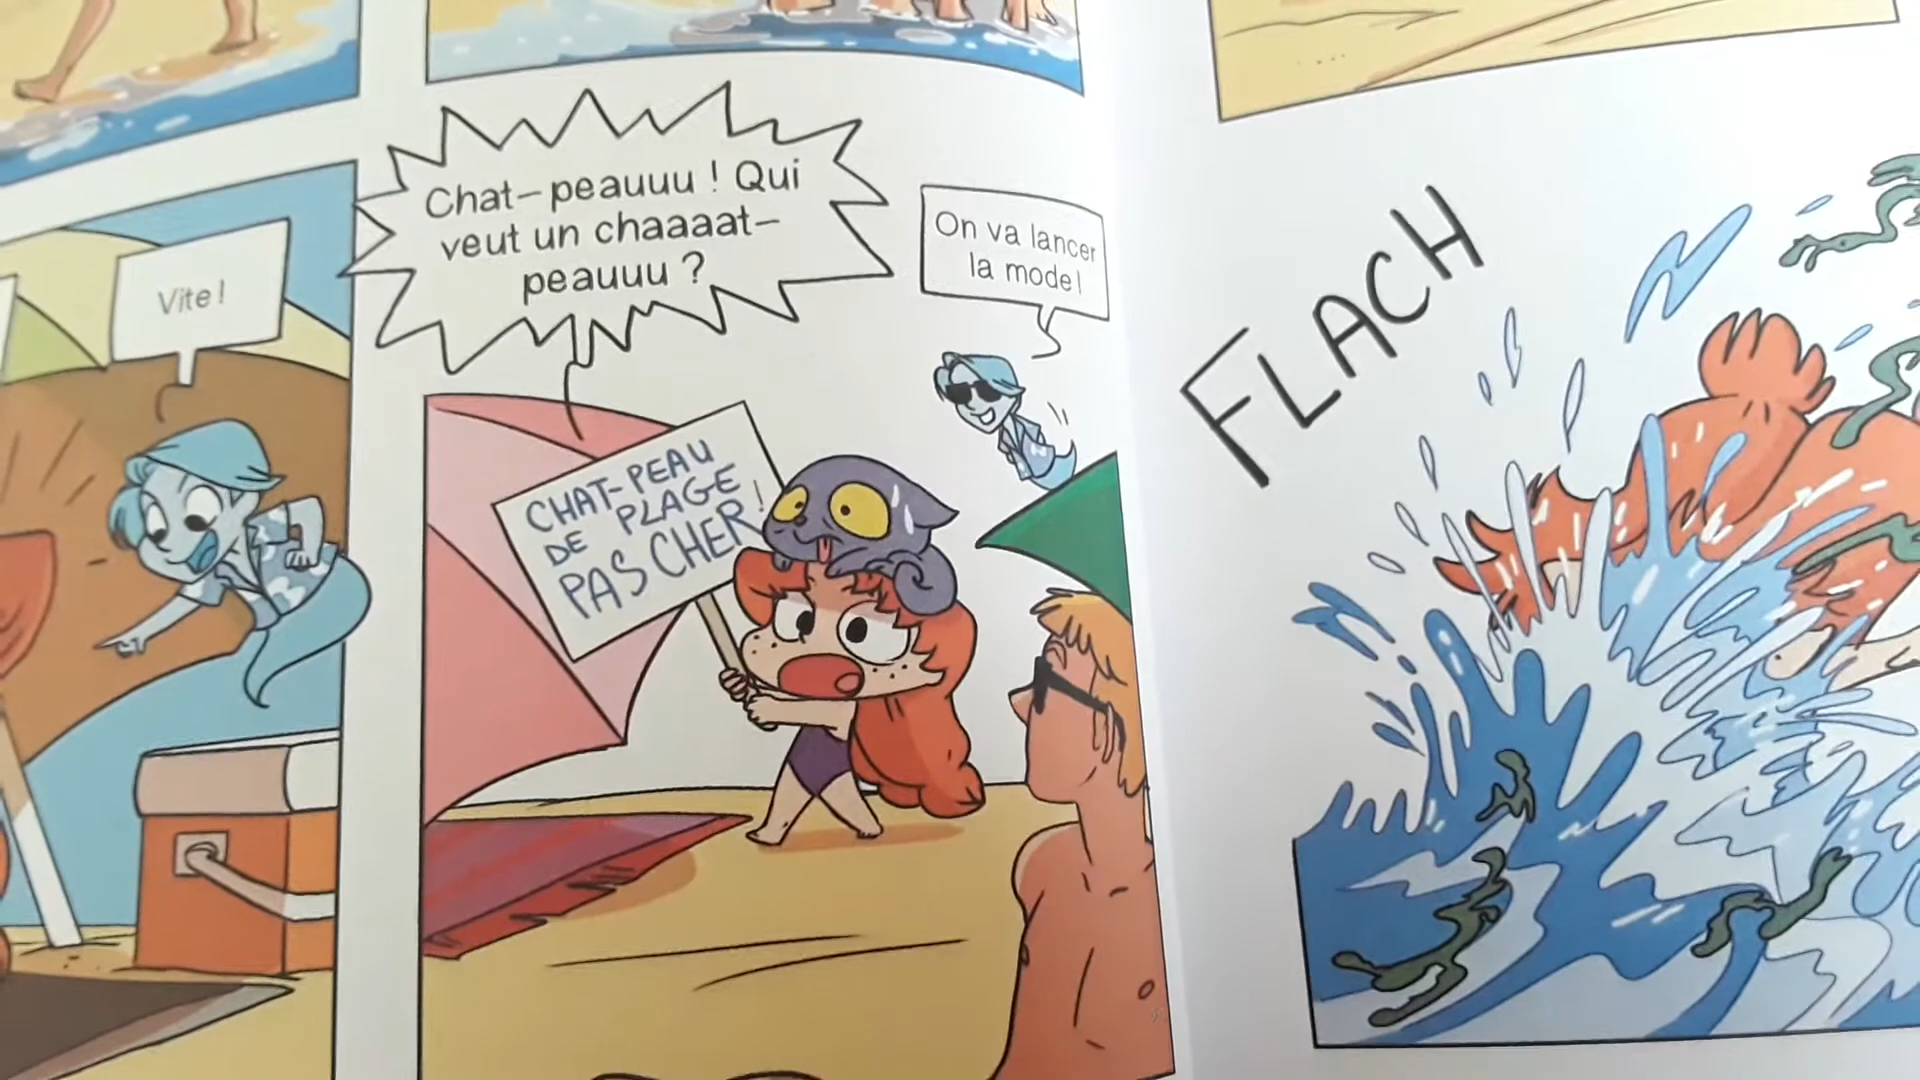 Vite !
Chat-peauuu ! Qui
veut un chaaaat-
peauuu ?
On va lancer
la mode !
CHAT-PEAU
DE PLAGE
PAS CHER !
FLACH